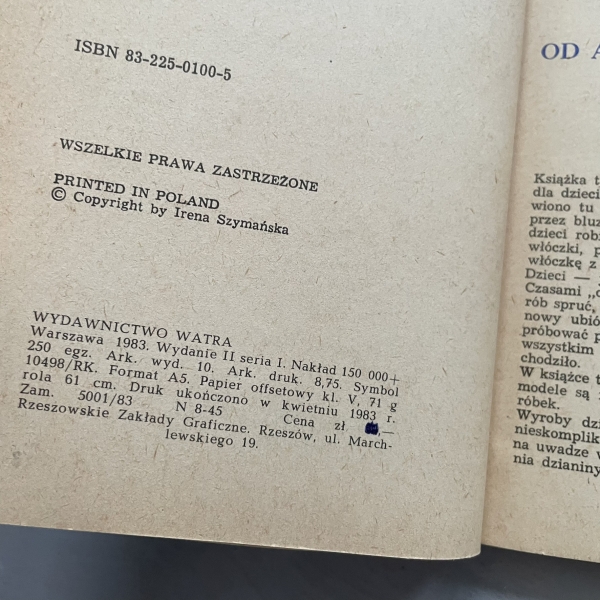 ISBN 83-225-0100-5
WSZELKIE PRAWA ZASTRZEŻONE
PRINTED IN POLAND
© Copyright by Irena Szymańska
WYDAWNICTWO WATRA
Warszawa 1983. Wydanie II seria I. Nakład 150 000+
250 egz. Ark. wyd. 10. Ark. druk. 8,75. Symbol
10498/RK. Format A5. Papier offsetowy kl. V, 71 g
rola 61 cm. Druk ukończono w kwietniu 1983 r.
Zam. 5001/83 N 8-45 Cena zł ,—
Rzeszowskie Zakłady Graficzne. Rzeszów, ul. March-
lewskiego 19.
OD A
Książka t
dla dzieci
wiono tu
przez bluz
dzieci rob
włóczki, p
włóczkę z
Dzieci —
Czasami „
rób spruć,
nowy ubió
próbować p
wszystkim
chodziło.
W książce t
modele są
róbek.
Wyroby dzi
nieskomplik
na uwadze w
nia dzianiny